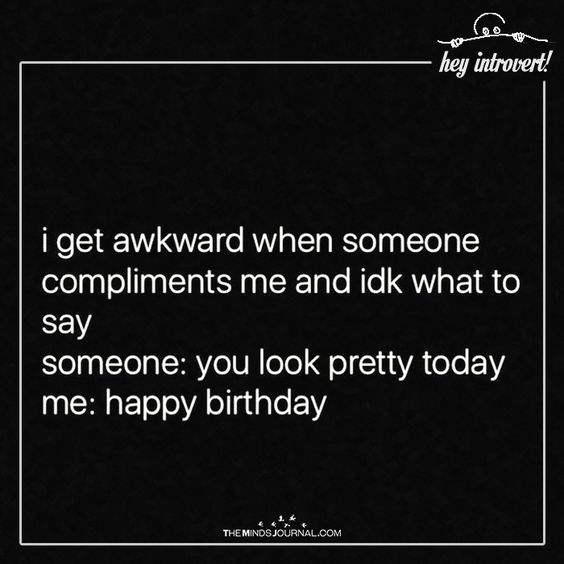 hey introvert!
i get awkward when someone
compliments me and idk what to
say
someone: you look pretty today
me: happy birthday
THEMINDSJOURNAL.COM